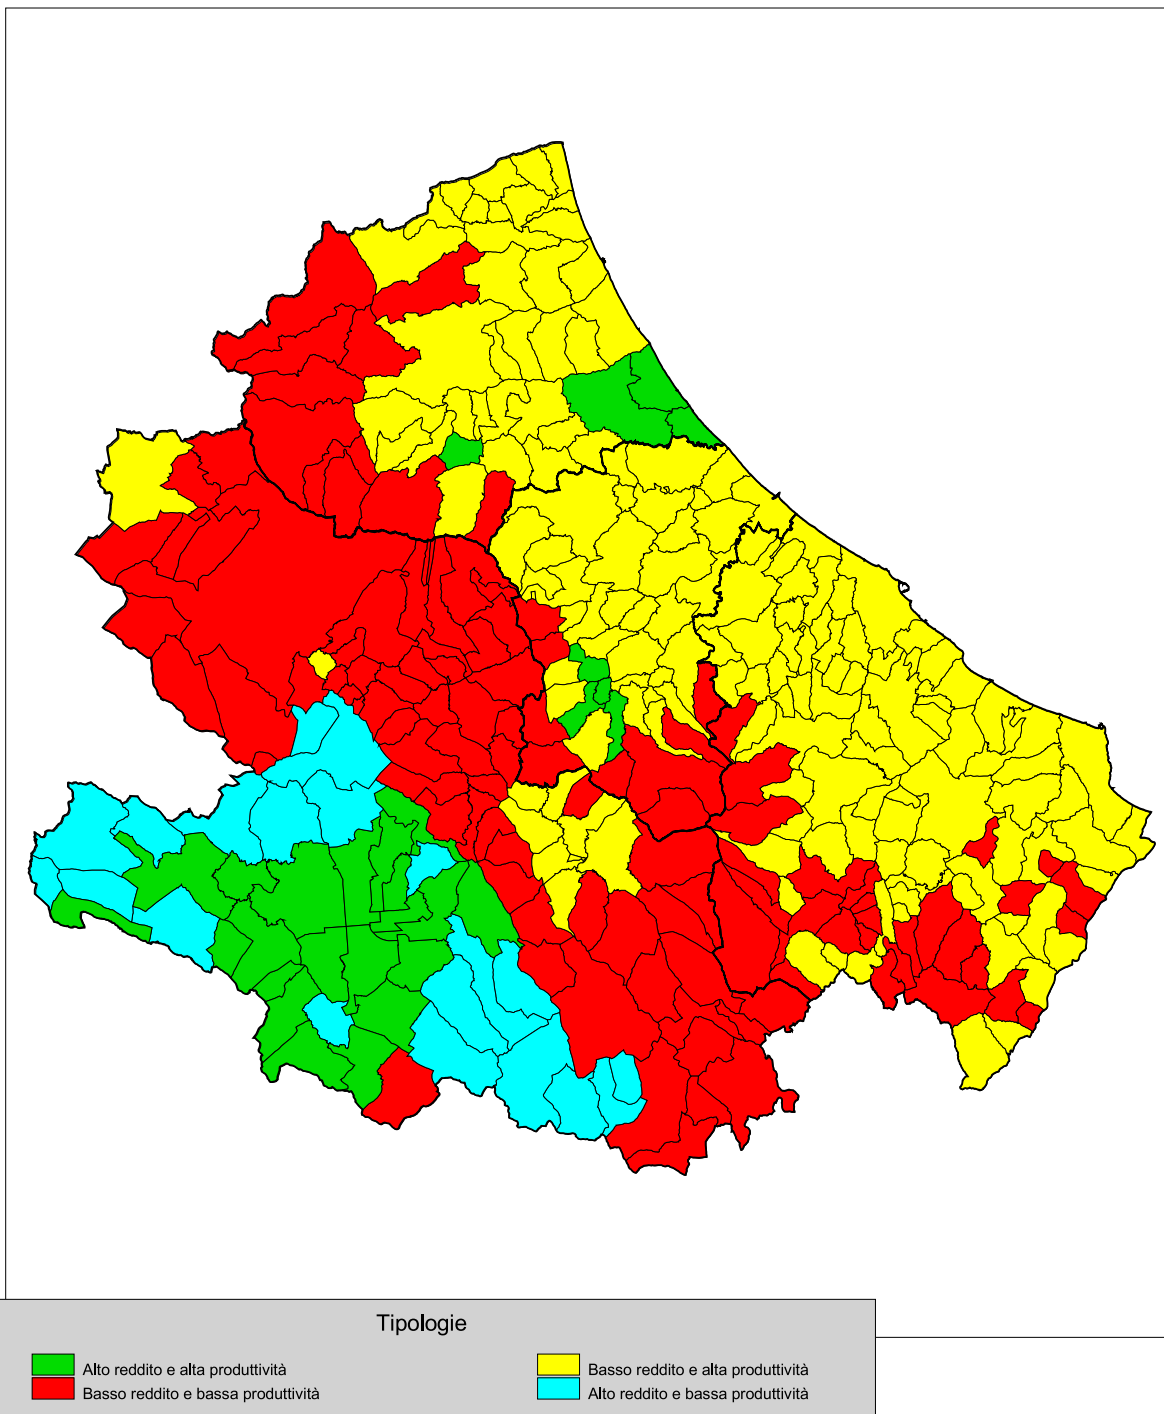 Tipologie
Alto reddito e alta produttività
Basso reddito e bassa produttività
Basso reddito e alta produttività
Alto reddito e bassa produttività